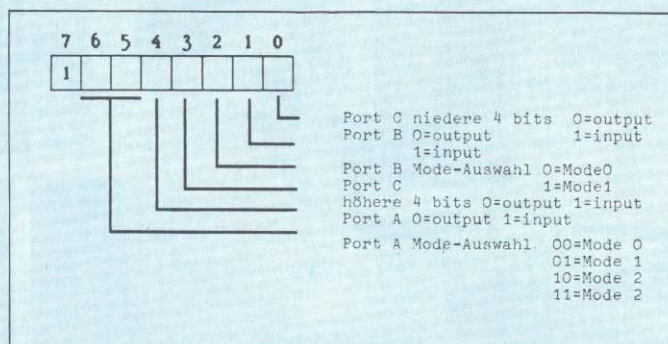 7 6 5 4 3 2 1 0
1
Port C niedere 4 bits 0=output
Port B 0=output 1=input
1=input
Port B Mode-Auswahl 0=Mode0
Port C 1=Mode1
höhere 4 bits 0=output 1=input
Port A 0=output 1=input
Port A Mode-Auswahl. 00=Mode 0
01=Mode 1
10=Mode 2
11=Mode 2